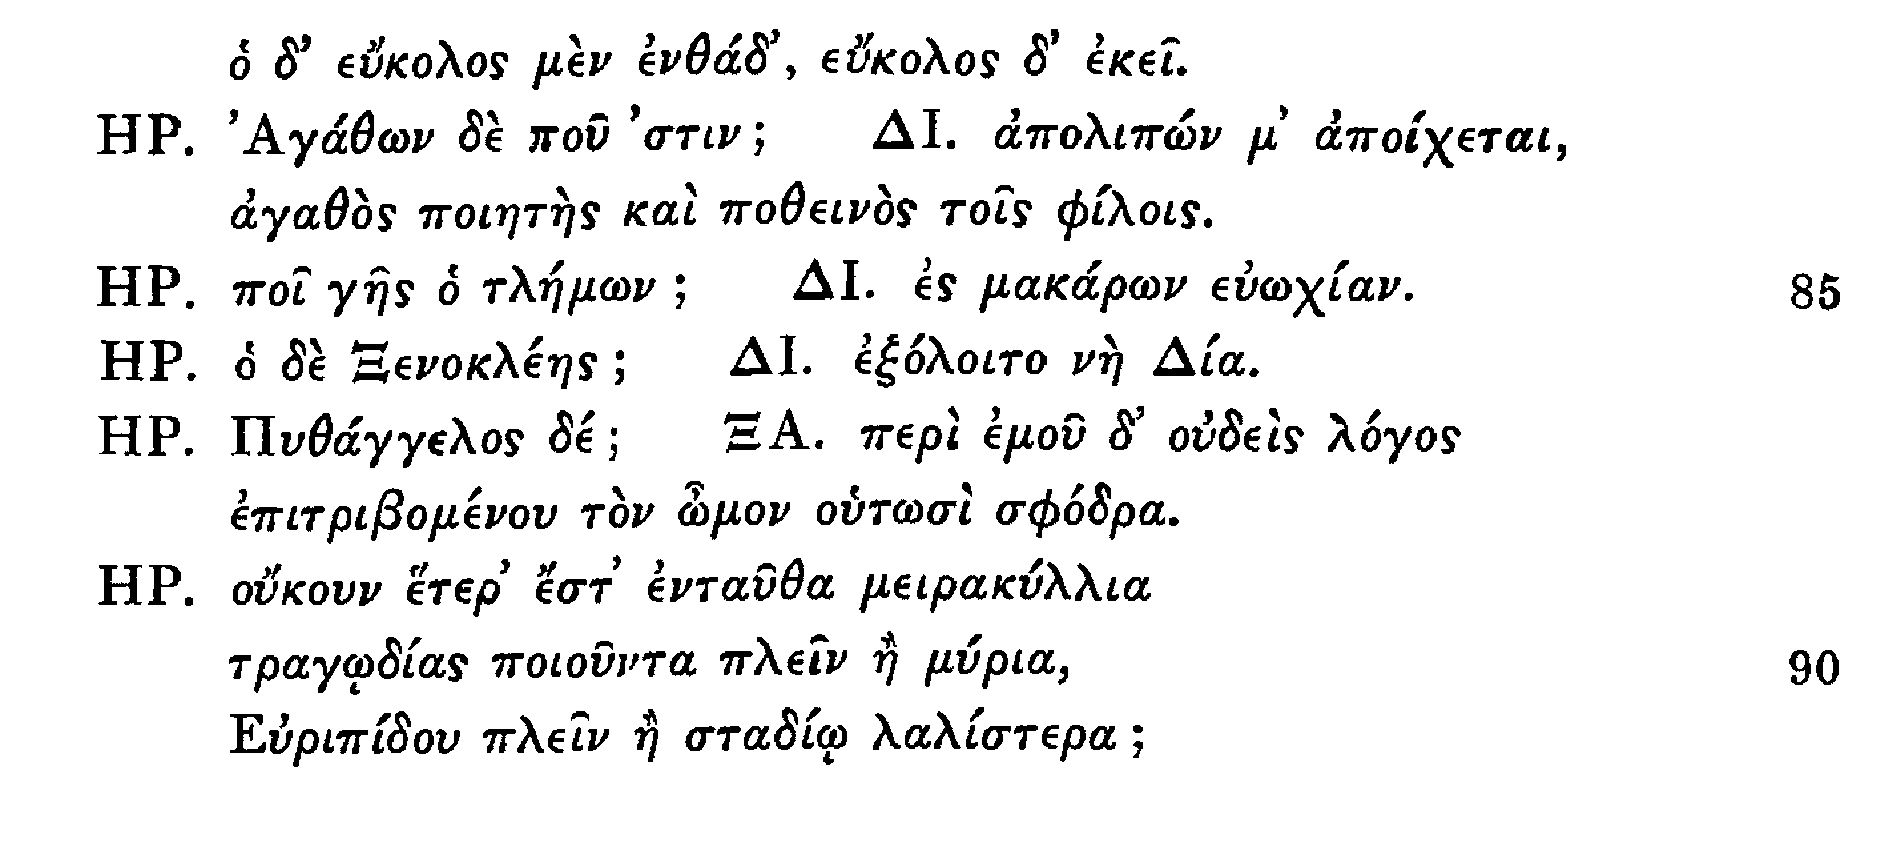 ὁ δ’ εὔκολος μὲν ἐνθάδ’, εὔκολος δ’ ἐκεῖ.
ΗΡ. Ἀγάθων δὲ ποῦ ’στιν; ΔΙ. ἀπολιπών μ’ ἀποίχεται,
ἀγαθὸς ποιητὴς καὶ ποθεινὸς τοῖς φίλοις.
ΗΡ. ποῖ γῆς ὁ τλήμων; ΔΙ. ἐς μακάρων εὐωχίαν. 85
ΗΡ. ὁ δὲ Ξενοκλέης; ΔΙ. ἐξόλοιτο νὴ Δία.
ΗΡ. Πυθάγγελος δέ; ΞΑ. περὶ ἐμοῦ δ’ οὐδεὶς λόγος
ἐπιτριβομένου τὸν ὦμον οὑτωσὶ σφόδρα.
ΗΡ. οὔκουν ἕτερ’ ἔστ’ ἐνταῦθα μειρακύλλια
τραγῳδίας ποιοῦντα πλεῖν ἢ μύρια, 90
Εὐριπίδου πλεῖν ἢ σταδίῳ λαλίστερα;